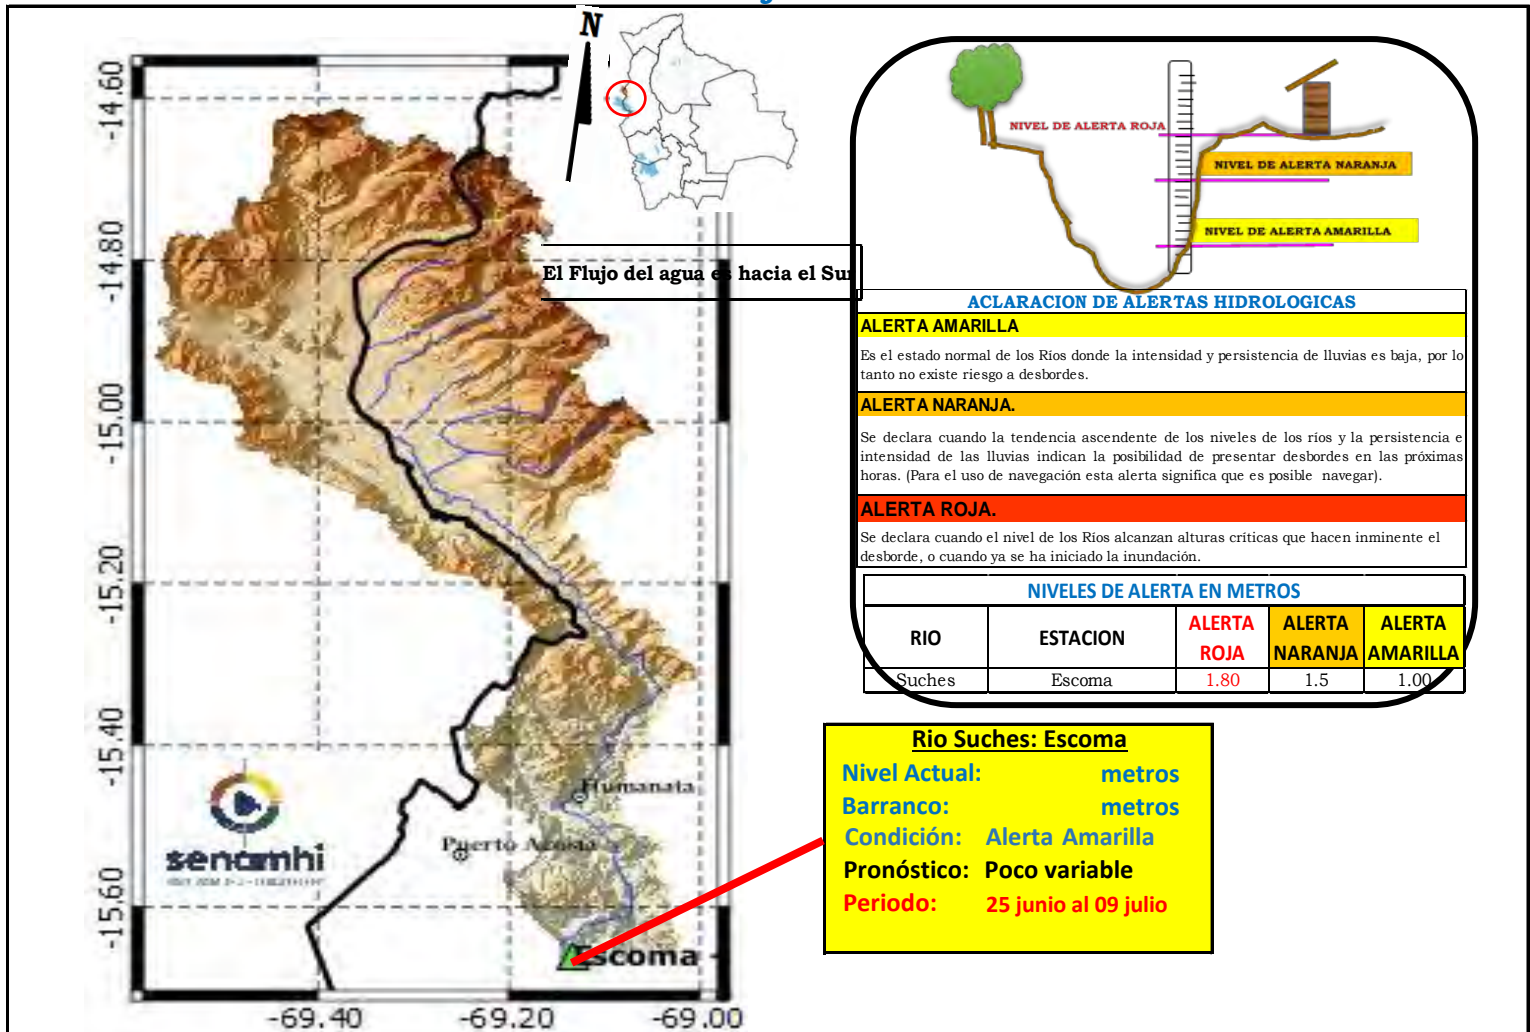 N
-14.60
-14.80
-15.00
-15.20
-15.40
-15.60
-69.40
-69.20
-69.00
El Flujo del agua es hacia el Sur
Humanata
Puerto Acosta
Escoma
senamhi
NIVEL DE ALERTA ROJA
NIVEL DE ALERTA NARANJA
NIVEL DE ALERTA AMARILLA
ACLARACION DE ALERTAS HIDROLOGICAS
ALERTA AMARILLA
Es el estado normal de los Ríos donde la intensidad y persistencia de lluvias es baja, por lo
tanto no existe riesgo a desbordes.
ALERTA NARANJA.
Se declara cuando la tendencia ascendente de los niveles de los ríos y la persistencia e
intensidad de las lluvias indican la posibilidad de presentar desbordes en las próximas
horas. (Para el uso de navegación esta alerta significa que es posible navegar).
ALERTA ROJA.
Se declara cuando el nivel de los Ríos alcanzan alturas críticas que hacen inminente el
desborde, o cuando ya se ha iniciado la inundación.
NIVELES DE ALERTA EN METROS
RIO ESTACION ALERTA ROJA ALERTA NARANJA ALERTA AMARILLA
Suches Escoma 1.80 1.5 1.00
Rio Suches: Escoma
Nivel Actual: metros
Barranco: metros
Condición: Alerta Amarilla
Pronóstico: Poco variable
Periodo: 25 junio al 09 julio